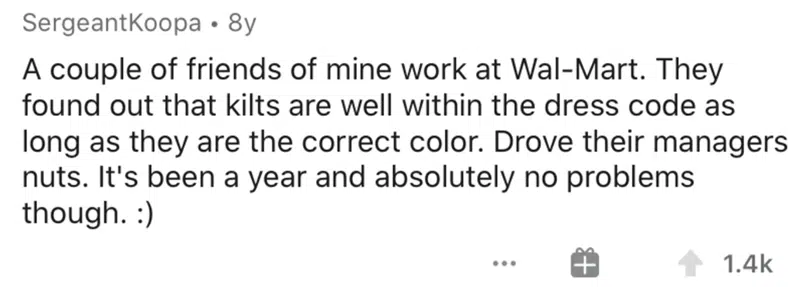 SergeantKoopa • 8y
A couple of friends of mine work at Wal-Mart. They
found out that kilts are well within the dress code as
long as they are the correct color. Drove their managers
nuts. It's been a year and absolutely no problems
though. :)
... 1.4k